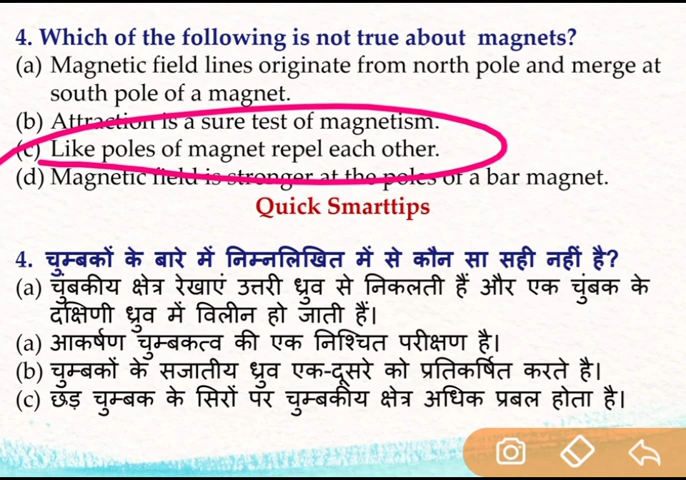 4. Which of the following is not true about magnets?
(a) Magnetic field lines originate from north pole and merge at
south pole of a magnet.
(b) Attraction is a sure test of magnetism.
(c) Like poles of magnet repel each other.
(d) Magnetic field is stronger at the poles of a bar magnet.
Quick Smarttips
4. चुम्बकों के बारे में निम्नलिखित में से कौन सा सही नहीं है?
(a) चुंबकीय क्षेत्र रेखाएं उत्तरी ध्रुव से निकलती हैं और एक चुंबक के
दक्षिणी ध्रुव में विलीन हो जाती हैं।
(a) आकर्षण चुम्बकत्व की एक निश्चित परीक्षण है।
(b) चुम्बकों के सजातीय ध्रुव एक-दूसरे को प्रतिकर्षित करते है।
(c) छड़ चुम्बक के सिरों पर चुम्बकीय क्षेत्र अधिक प्रबल होता है।